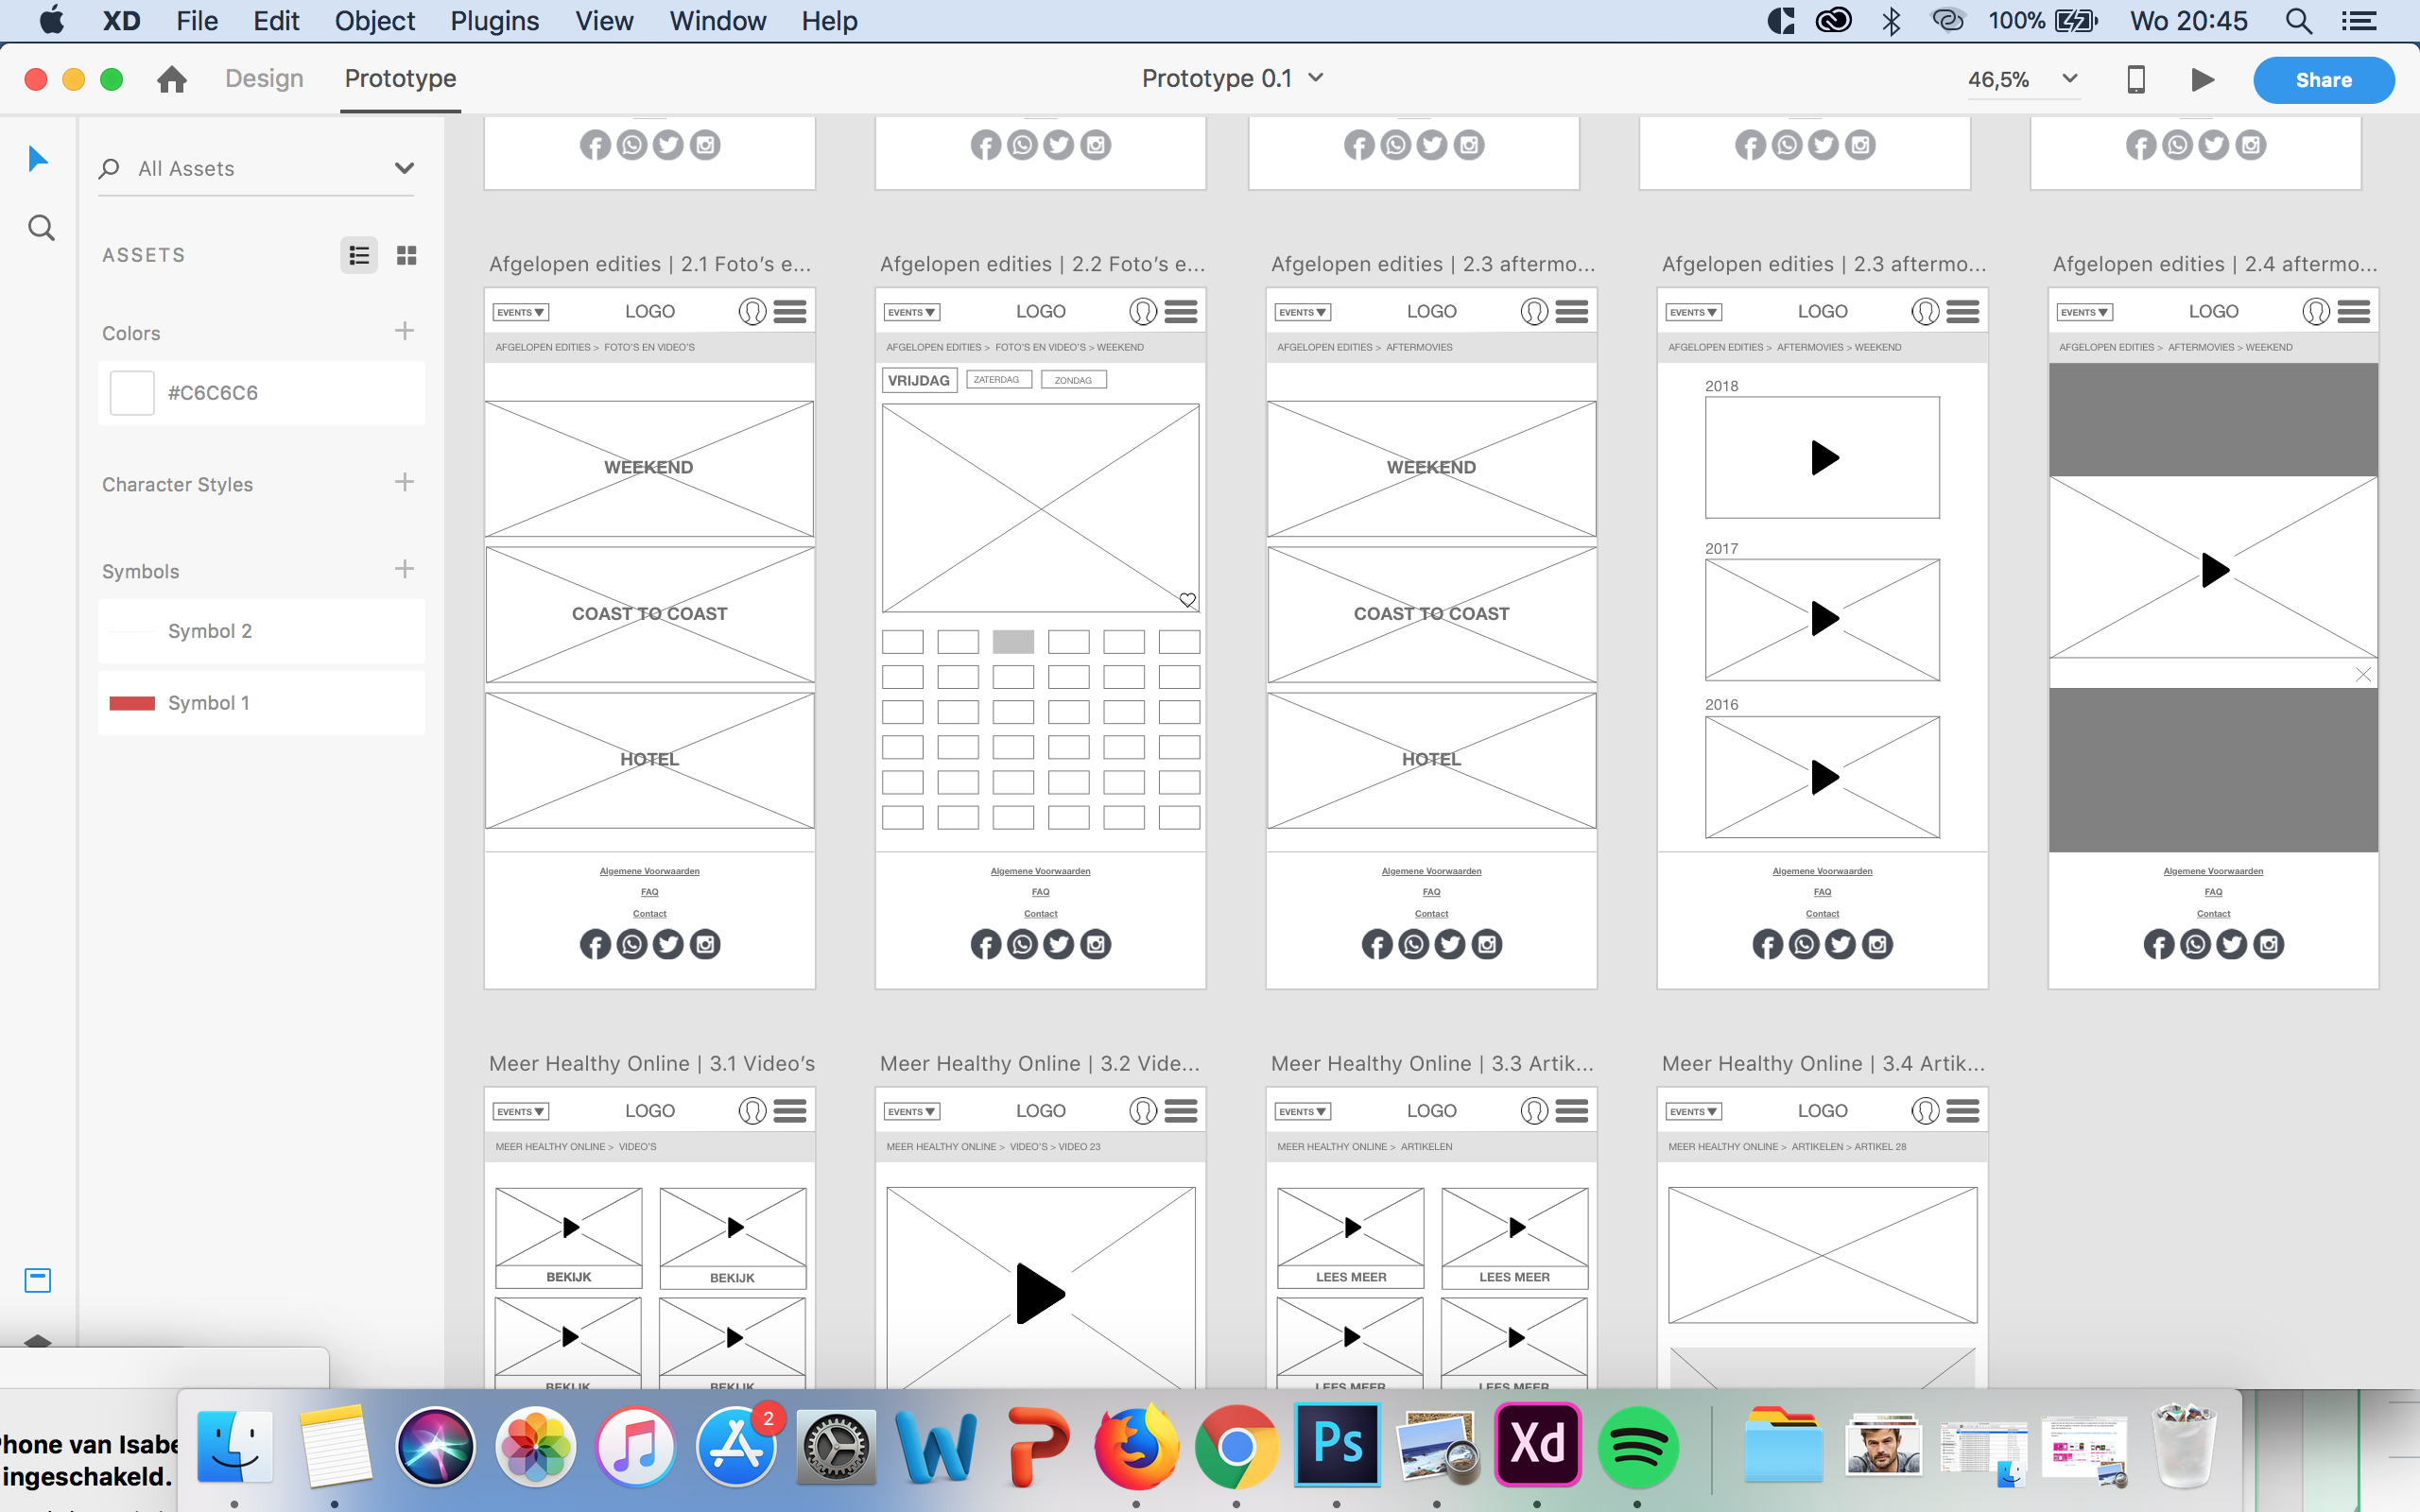 XD File Edit Object Plugins View Window Help 100% Wo 20:45
Design Prototype Prototype 0.1 46,5% Share
All Assets
ASSETS
Colors
#C6C6C6
Character Styles
Symbols
Symbol 2
Symbol 1
Afgelopen edities | 2.1 Foto’s e...
EVENTS LOGO
AFGELOPEN EDITIES > FOTO'S EN VIDEO'S
WEEKEND
COAST TO COAST
HOTEL
Algemene Voorwaarden
FAQ
Contact
Afgelopen edities | 2.2 Foto’s e...
EVENTS LOGO
AFGELOPEN EDITIES > FOTO'S EN VIDEO'S > WEEKEND
VRIJDAG ZATERDAG ZONDAG
Algemene Voorwaarden
FAQ
Contact
Afgelopen edities | 2.3 aftermo...
EVENTS LOGO
AFGELOPEN EDITIES > AFTERMOVIES
WEEKEND
COAST TO COAST
HOTEL
Algemene Voorwaarden
FAQ
Contact
Afgelopen edities | 2.3 aftermo...
EVENTS LOGO
AFGELOPEN EDITIES > AFTERMOVIES > WEEKEND
2018
2017
2016
Algemene Voorwaarden
FAQ
Contact
Afgelopen edities | 2.4 aftermo...
EVENTS LOGO
AFGELOPEN EDITIES > AFTERMOVIES > WEEKEND
Algemene Voorwaarden
FAQ
Contact
Meer Healthy Online | 3.1 Video’s
EVENTS LOGO
MEER HEALTHY ONLINE > VIDEO'S
BEKIJK BEKIJK
BEKIJK BEKIJK
Meer Healthy Online | 3.2 Vide...
EVENTS LOGO
MEER HEALTHY ONLINE > VIDEO'S > VIDEO 23
Meer Healthy Online | 3.3 Artik...
EVENTS LOGO
MEER HEALTHY ONLINE > ARTIKELEN
LEES MEER LEES MEER
LEES MEER LEES MEER
Meer Healthy Online | 3.4 Artik...
EVENTS LOGO
MEER HEALTHY ONLINE > ARTIKELEN > ARTIKEL 28
Phone van Isabe
ingeschakeld.
2
Ps
Xd